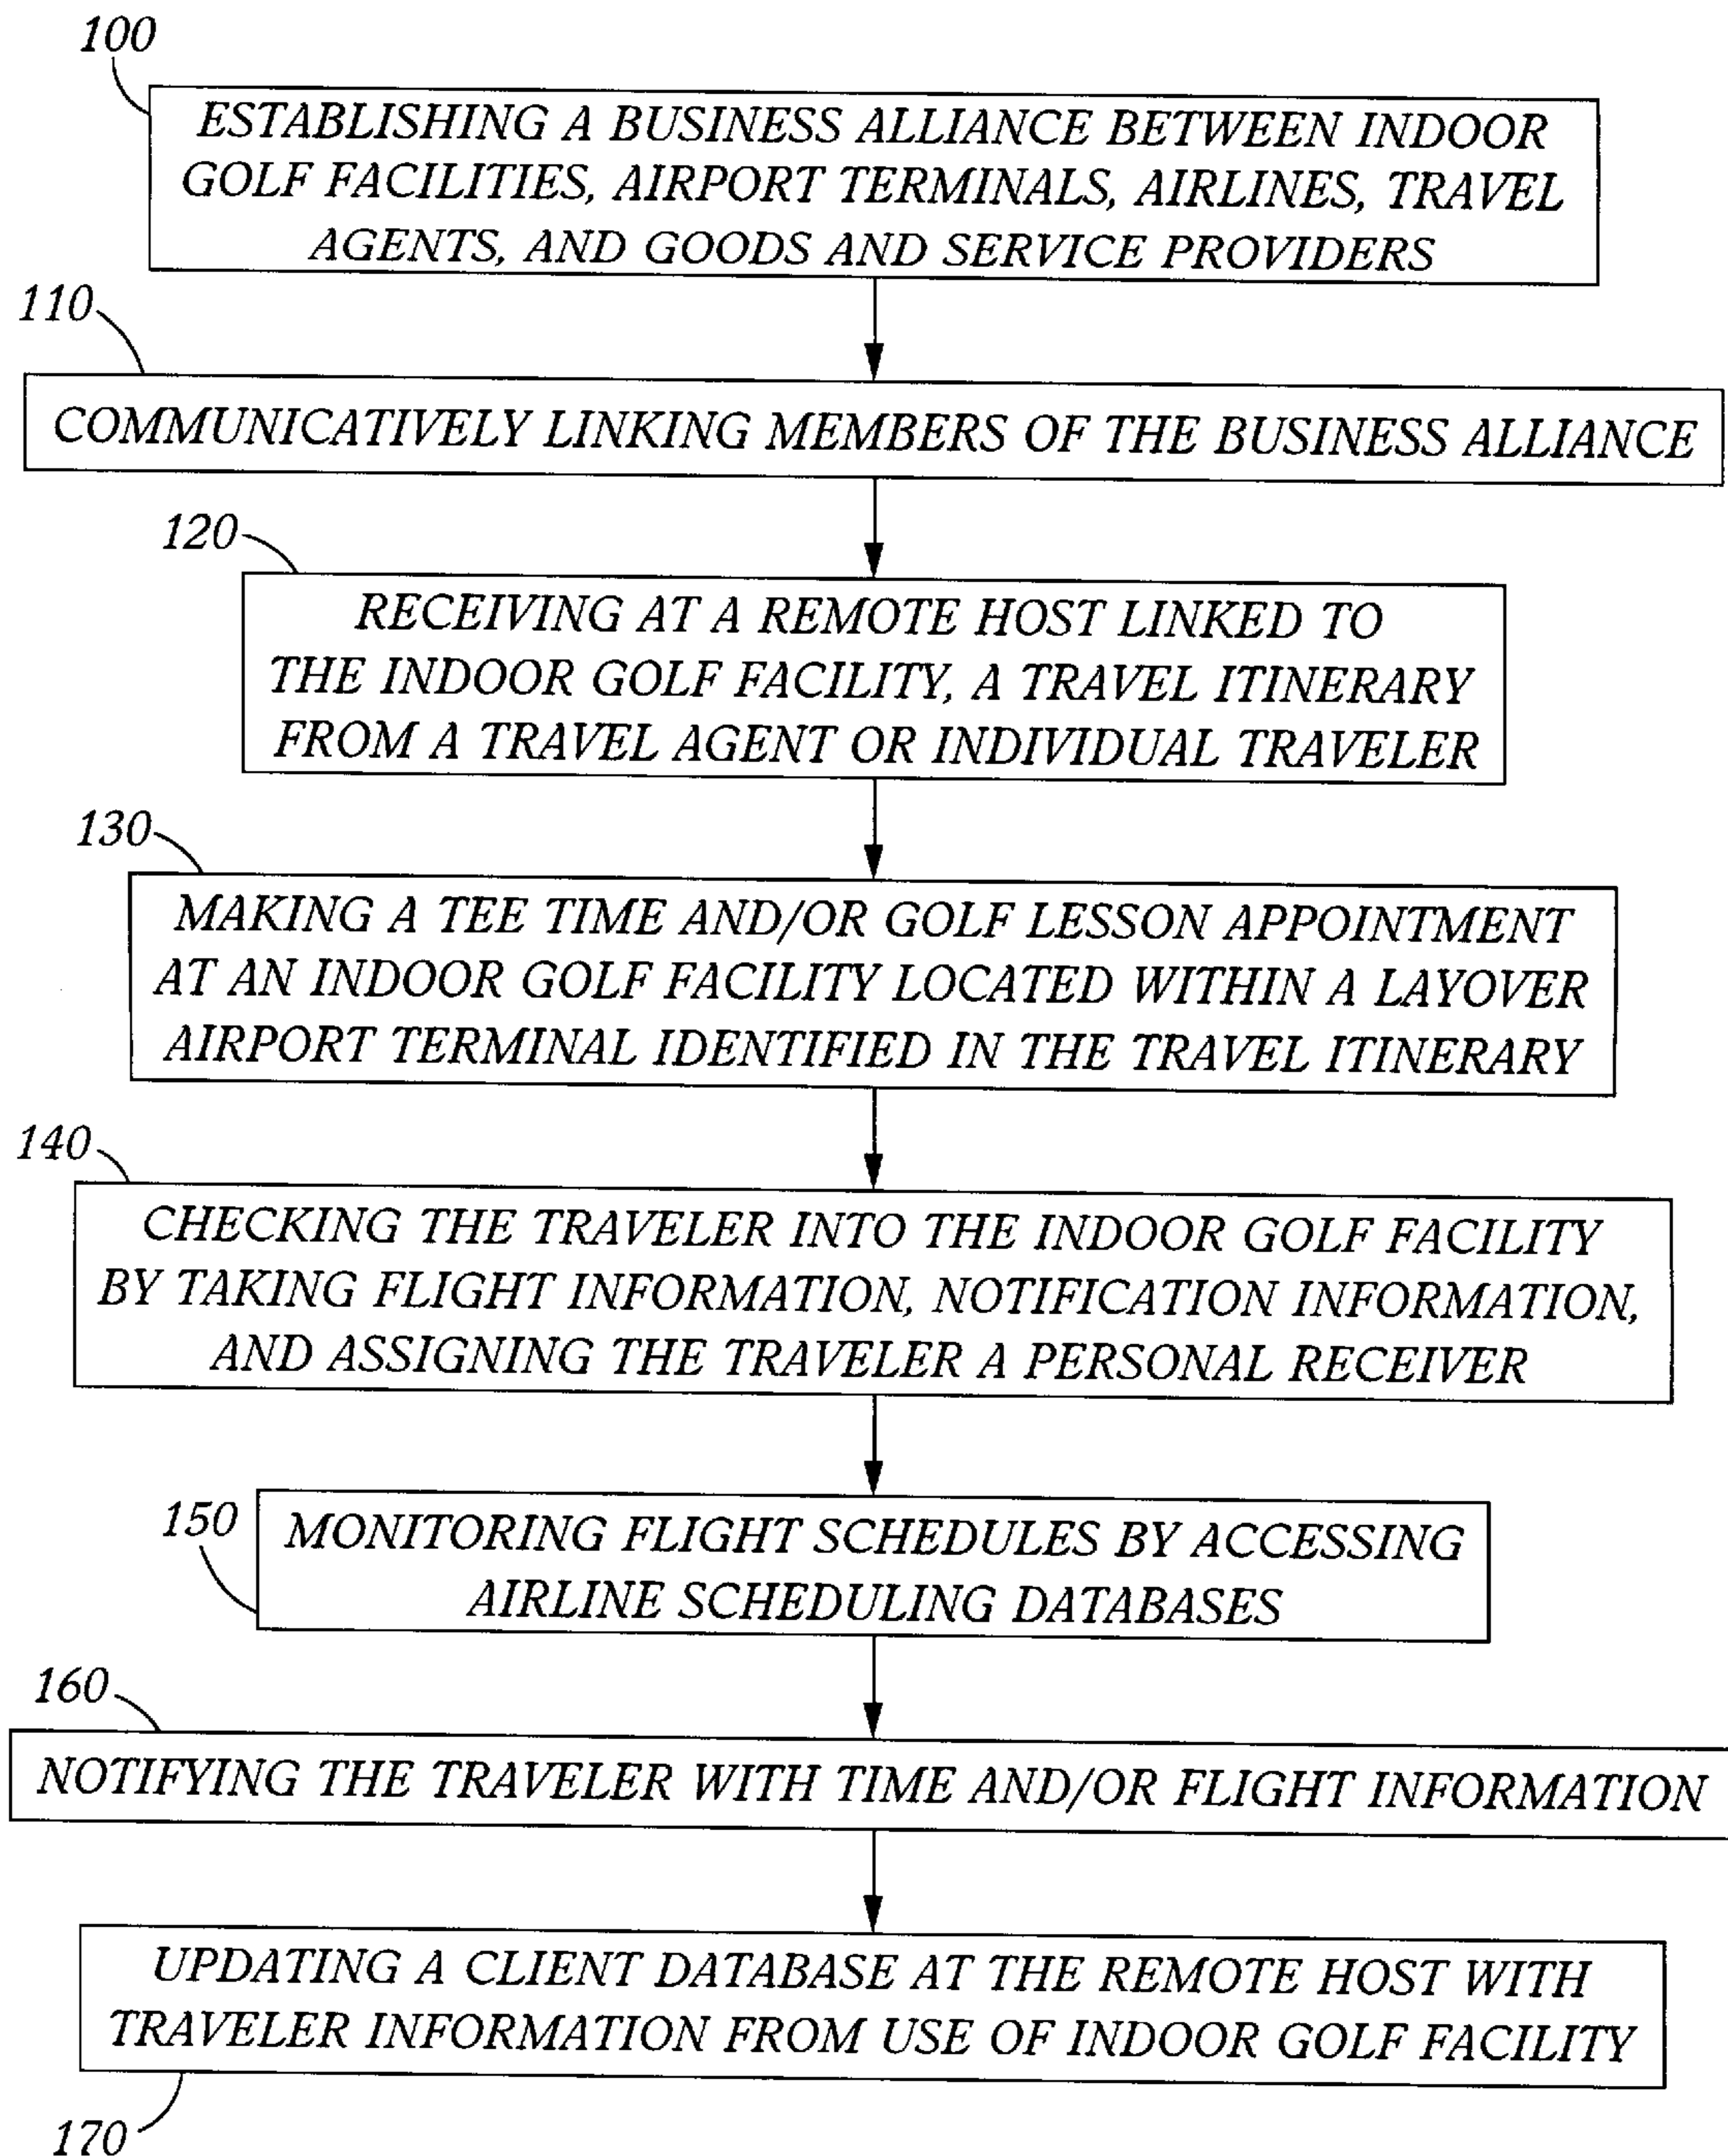 100
ESTABLISHING A BUSINESS ALLIANCE BETWEEN INDOOR
GOLF FACILITIES, AIRPORT TERMINALS, AIRLINES, TRAVEL
AGENTS, AND GOODS AND SERVICE PROVIDERS
110
COMMUNICATIVELY LINKING MEMBERS OF THE BUSINESS ALLIANCE
120
RECEIVING AT A REMOTE HOST LINKED TO
THE INDOOR GOLF FACILITY, A TRAVEL ITINERARY
FROM A TRAVEL AGENT OR INDIVIDUAL TRAVELER
130
MAKING A TEE TIME AND/OR GOLF LESSON APPOINTMENT
AT AN INDOOR GOLF FACILITY LOCATED WITHIN A LAYOVER
AIRPORT TERMINAL IDENTIFIED IN THE TRAVEL ITINERARY
140
CHECKING THE TRAVELER INTO THE INDOOR GOLF FACILITY
BY TAKING FLIGHT INFORMATION, NOTIFICATION INFORMATION,
AND ASSIGNING THE TRAVELER A PERSONAL RECEIVER
150
MONITORING FLIGHT SCHEDULES BY ACCESSING
AIRLINE SCHEDULING DATABASES
160
NOTIFYING THE TRAVELER WITH TIME AND/OR FLIGHT INFORMATION
UPDATING A CLIENT DATABASE AT THE REMOTE HOST WITH
TRAVELER INFORMATION FROM USE OF INDOOR GOLF FACILITY
170